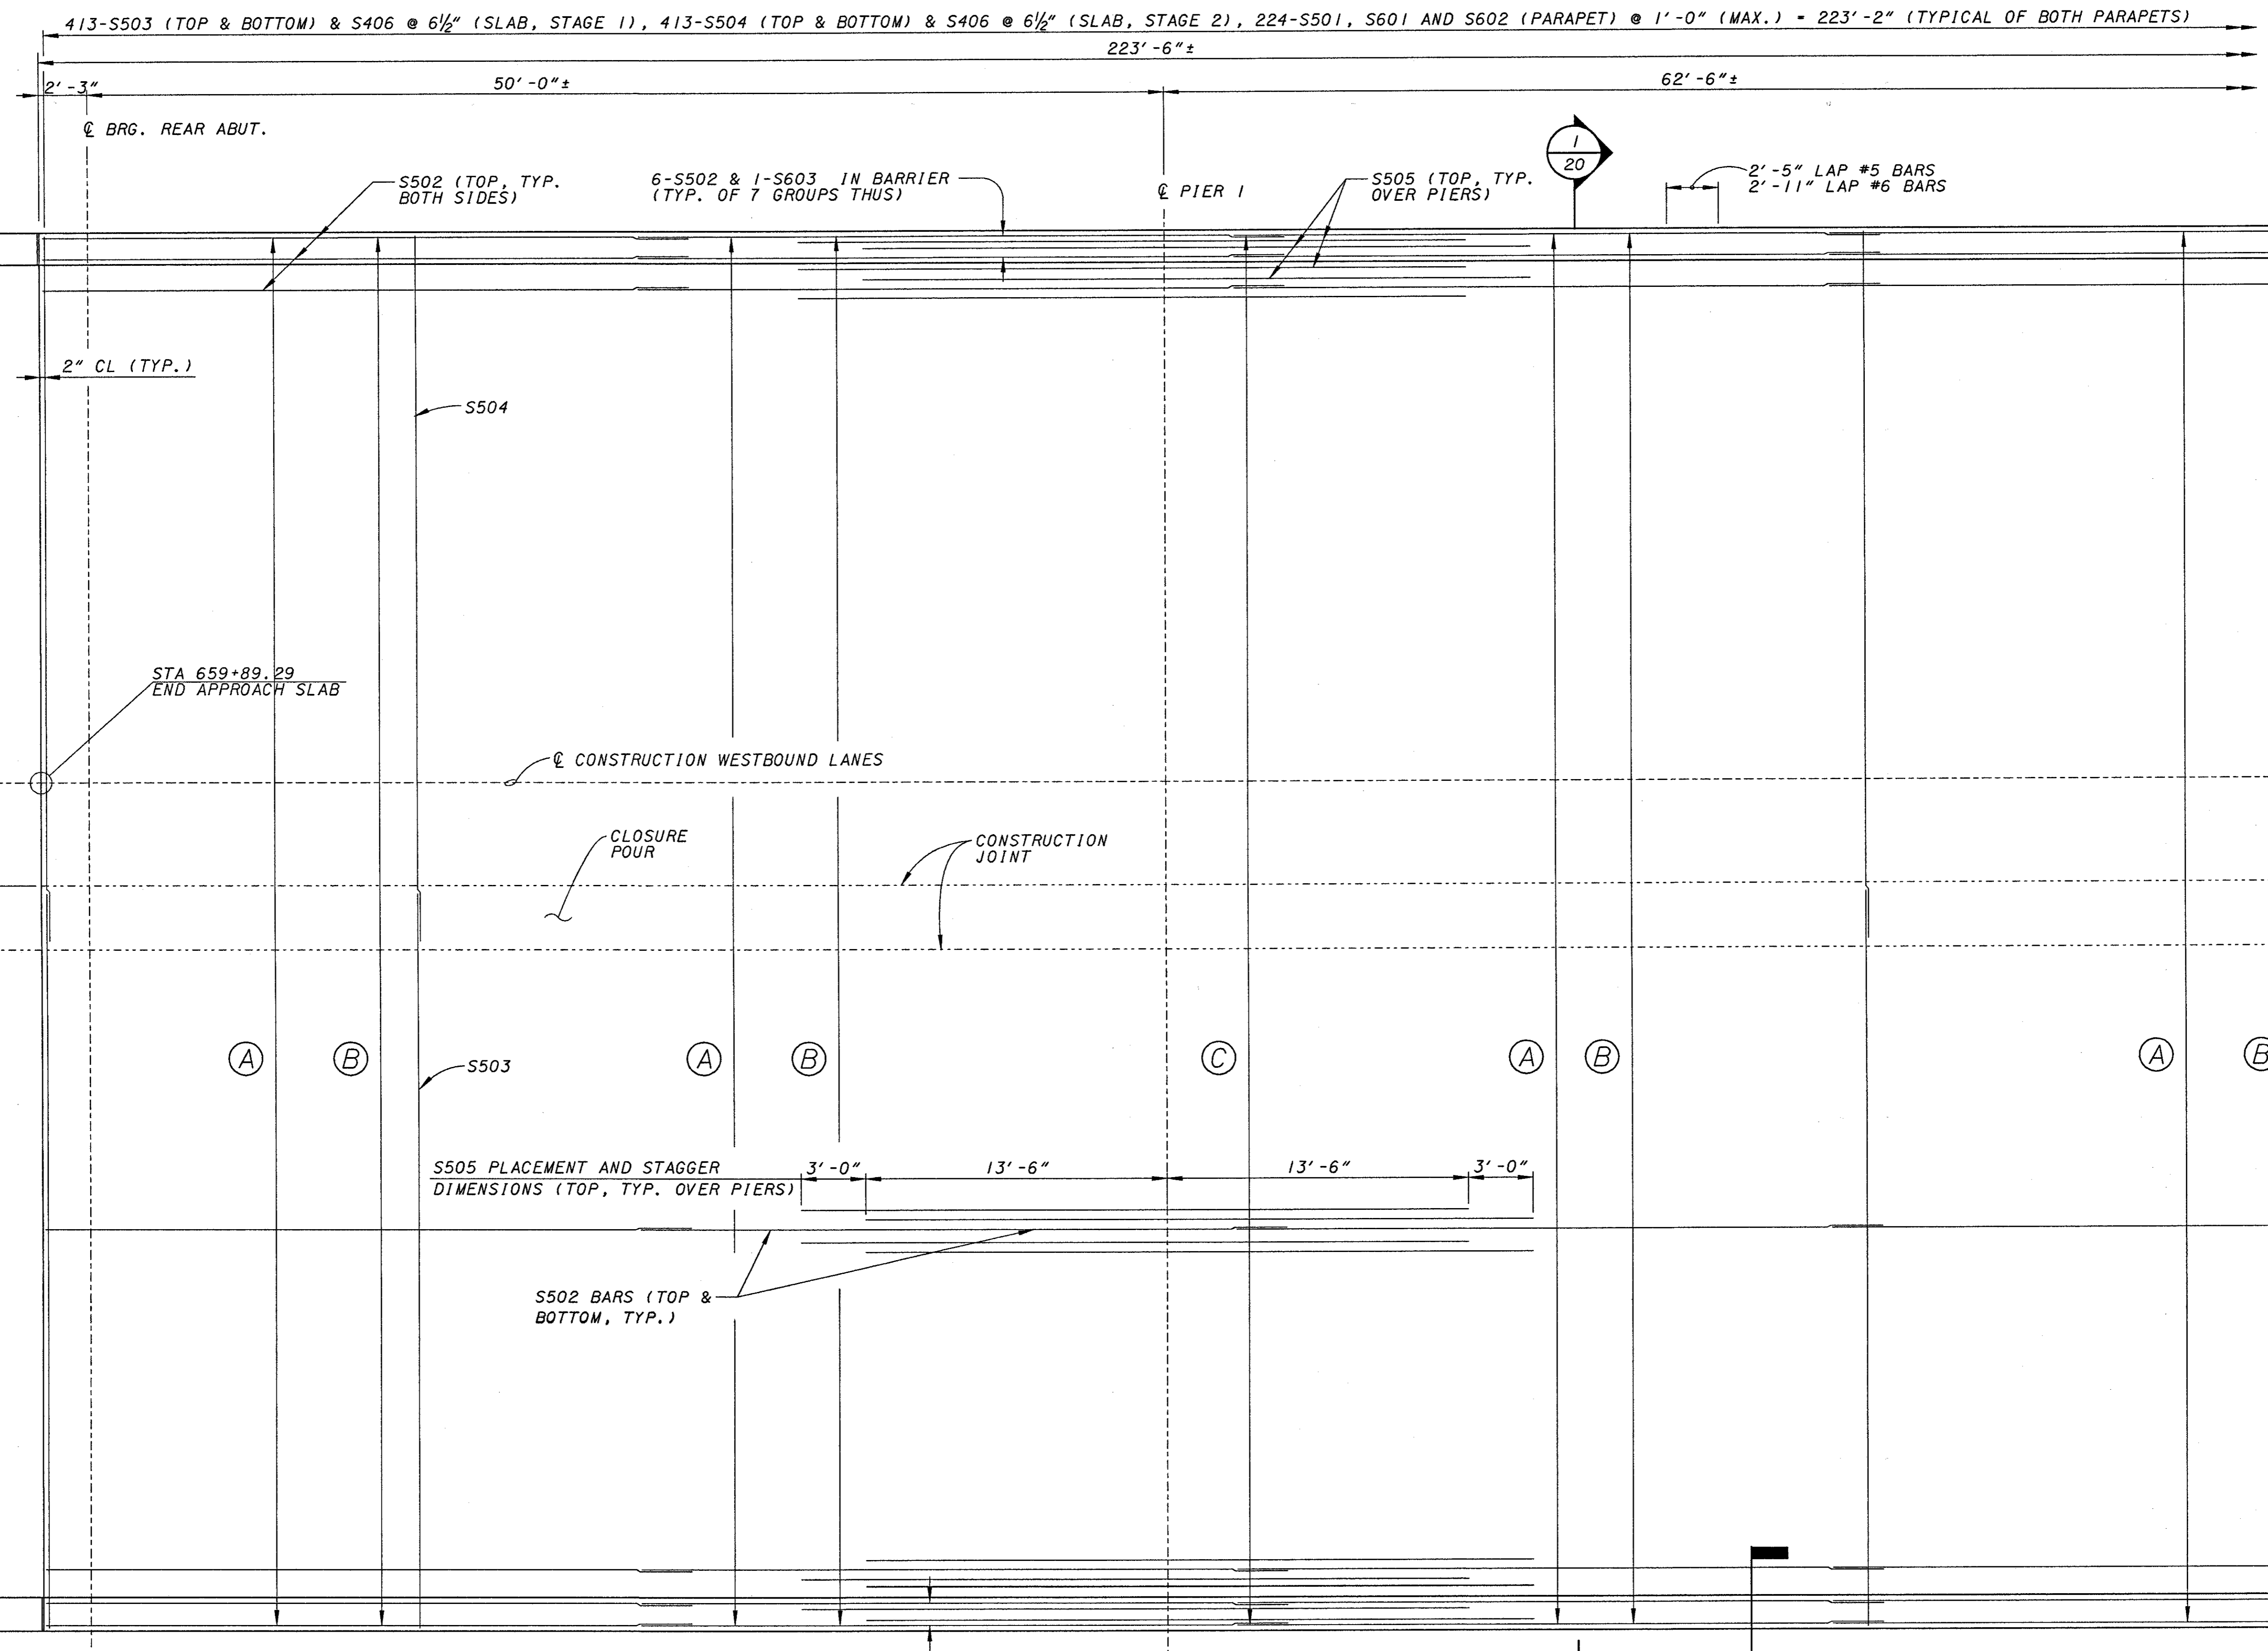 413-S503 (TOP & BOTTOM) & S406 @ 6½" (SLAB, STAGE 1), 413-S504 (TOP & BOTTOM) & S406 @ 6½" (SLAB, STAGE 2), 224-S501, S601 AND S602 (PARAPET) @ 1'-0" (MAX.) = 223'-2" (TYPICAL OF BOTH PARAPETS)
223'-6"±
2'-3"
50'-0"±
62'-6"±
℄ BRG. REAR ABUT.
S502 (TOP, TYP.
BOTH SIDES)
6-S502 & 1-S603 IN BARRIER
(TYP. OF 7 GROUPS THUS)
℄ PIER 1
S505 (TOP, TYP.
OVER PIERS)
1
20
2'-5" LAP #5 BARS
2'-11" LAP #6 BARS
2" CL (TYP.)
S504
STA 659+89.29
END APPROACH SLAB
℄ CONSTRUCTION WESTBOUND LANES
CLOSURE
POUR
CONSTRUCTION
JOINT
A
B
A
B
C
A
B
A
B
S503
S505 PLACEMENT AND STAGGER
DIMENSIONS (TOP, TYP. OVER PIERS)
3'-0"
13'-6"
13'-6"
3'-0"
S502 BARS (TOP &
BOTTOM, TYP.)